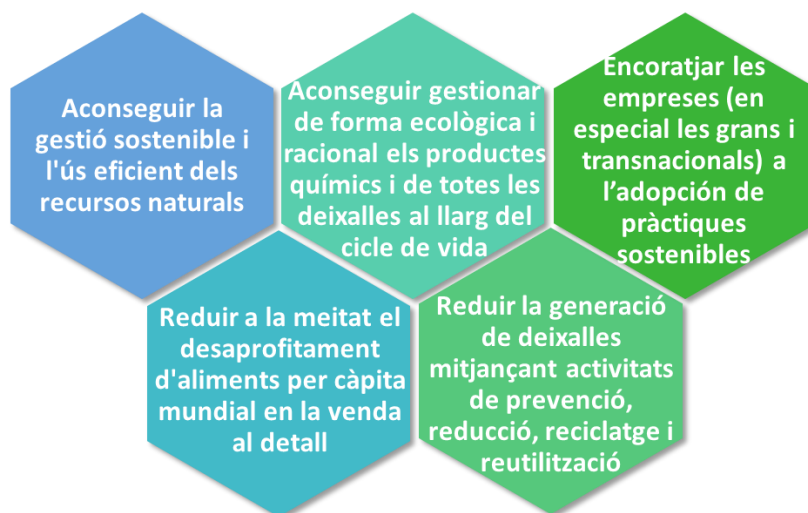 Aconseguir la
gestió sostenible i
l'ús eficient dels
recursos naturals
Aconseguir gestionar
de forma ecològica i
racional els productes
químics i de totes les
deixalles al llarg del
cicle de vida
Encoratjar les
empreses (en
especial les grans i
transnacionals) a
l’adopción de
pràctiques
sostenibles
Reduir a la meitat el
desaprofitament
d'aliments per càpita
mundial en la venda
al detall
Reduir la generació
de deixalles
mitjançant activitats
de prevenció,
reducció, reciclatge i
reutilització